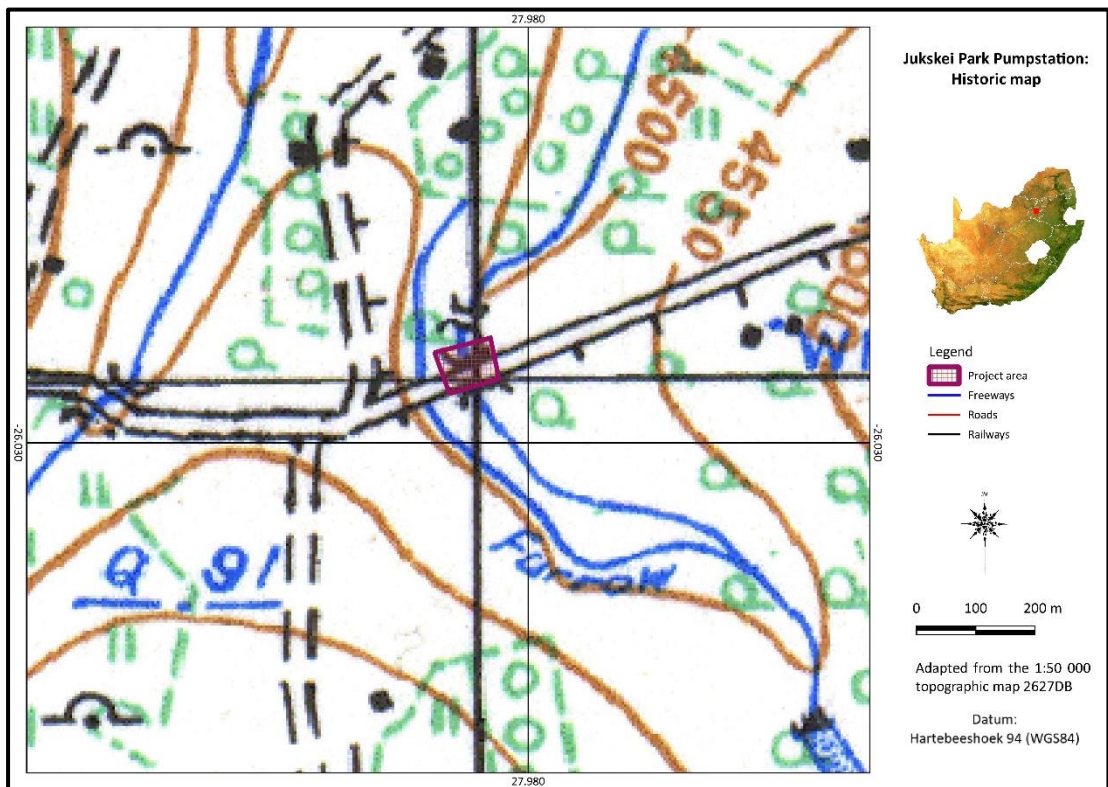 27.980
Jukskei Park Pumpstation:
Historic map
4500
4550
-26.030
-26.030
Q 91
Furrow
27.980
Legend
Project area
Freeways
Roads
Railways
N
0 100 200 m
Adapted from the 1:50 000
topographic map 2627DB
Datum:
Hartebeeshoek 94 (WGS84)